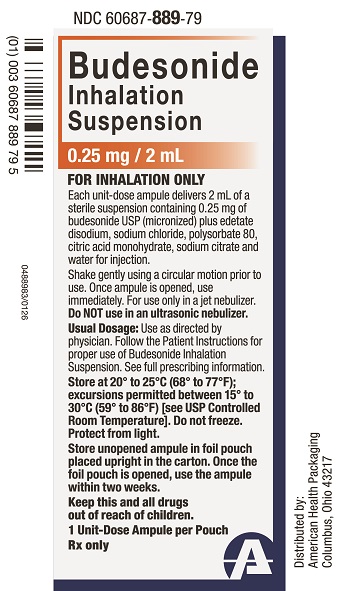 NDC 60687-889-79
(01) 003 60687 889 79 5
Budesonide
Inhalation
Suspension
0.25 mg / 2 mL
FOR INHALATION ONLY
Each unit-dose ampule delivers 2 mL of a
sterile suspension containing 0.25 mg of
budesonide USP (micronized) plus edetate
disodium, sodium chloride, polysorbate 80,
citric acid monohydrate, sodium citrate and
water for injection.
Shake gently using a circular motion prior to
use. Once ampule is opened, use
immediately. For use only in a jet nebulizer.
Do NOT use in an ultrasonic nebulizer.
Usual Dosage: Use as directed by
physician. Follow the Patient Instructions for
proper use of Budesonide Inhalation
Suspension. See full prescribing information.
Store at 20° to 25°C (68° to 77°F);
excursions permitted between 15° to
30°C (59° to 86°F) [see USP Controlled
Room Temperature]. Do not freeze.
Protect from light.
Store unopened ampule in foil pouch
placed upright in the carton. Once the
foil pouch is opened, use the ampule
within two weeks.
Keep this and all drugs
out of reach of children.
1 Unit-Dose Ampule per Pouch
Rx only
A
0488983/0126
Distributed by:
American Health Packaging
Columbus, Ohio 43217